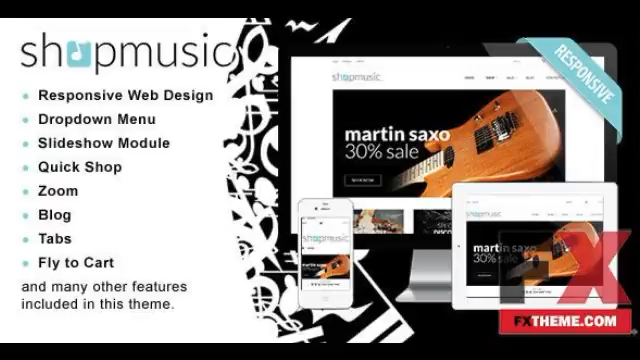 shopmusic
Responsive Web Design
Dropdown Menu
Slideshow Module
Quick Shop
Zoom
Blog
Tabs
Fly to Cart
and many other features
included in this theme.
RESPONSIVE
shopmusic
martin saxo
30% sale
shopmusic
martin saxo
30% sale
FX
FXTHEME.COM